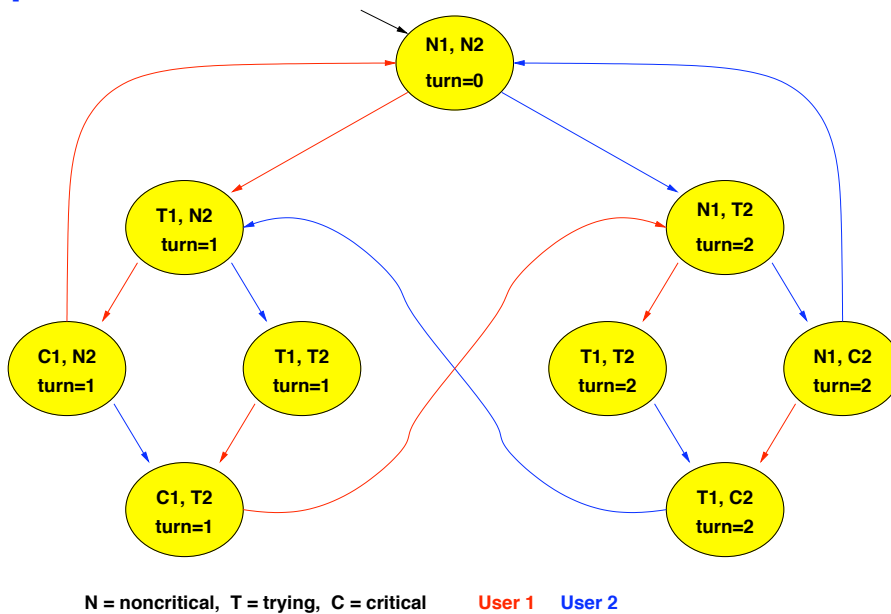 N1, N2
turn=0
T1, N2
turn=1
N1, T2
turn=2
C1, N2
turn=1
T1, T2
turn=1
T1, T2
turn=2
N1, C2
turn=2
C1, T2
turn=1
T1, C2
turn=2
N = noncritical, T = trying, C = critical User 1 User 2